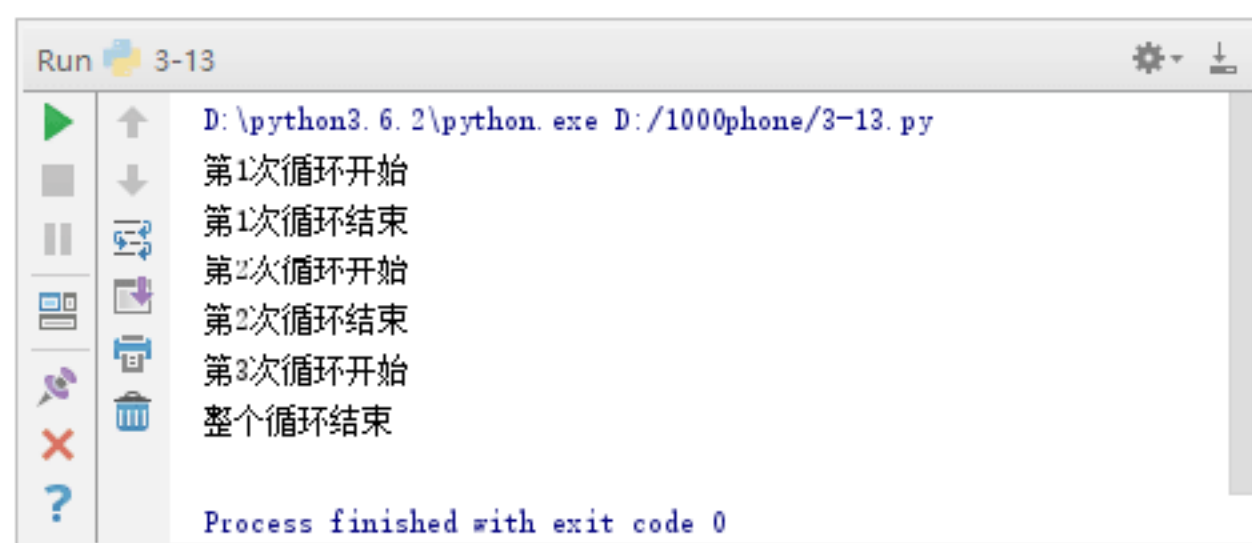 Run 3-13
D:\python3.6.2\python.exe D:/1000phone/3-13.py
第1次循环开始
第1次循环结束
第2次循环开始
第2次循环结束
第3次循环开始
整个循环结束
?
Process finished with exit code 0